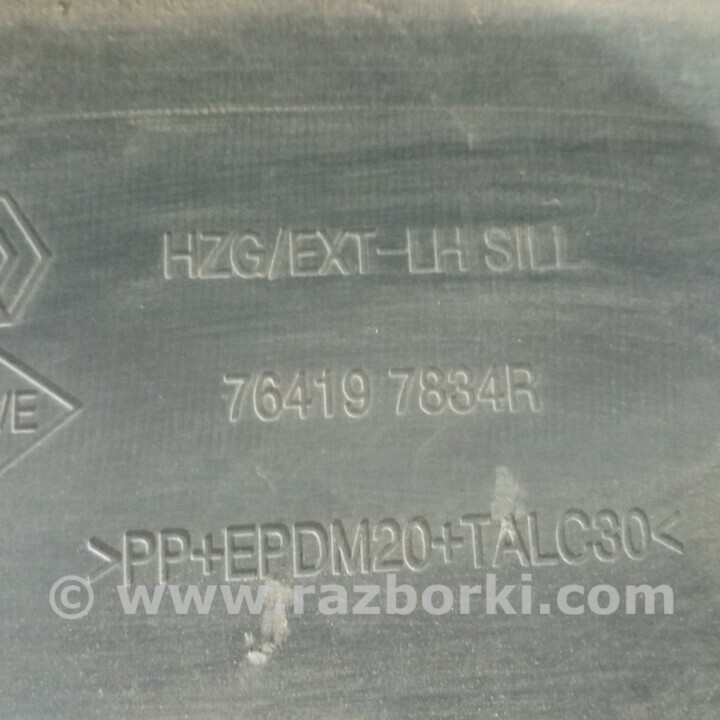 HZG/EXT-LH SILL
76419 7834R
/E
>PP+EPDM20+TALC30<
© www.razborki.com